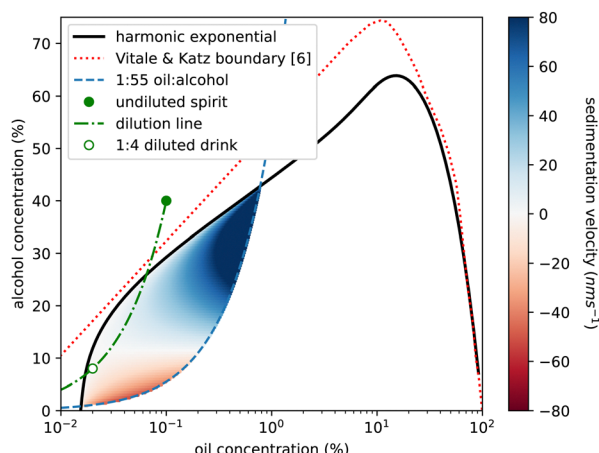 harmonic exponential
Vitale & Katz boundary [6]
1:55 oil:alcohol
undiluted spirit
dilution line
1:4 diluted drink
alcohol concentration (%)
70
60
50
40
30
20
10
0
10⁻² 10⁻¹ 10⁰ 10¹ 10²
oil concentration (%)
80
60
40
20
0
−20
−40
−60
−80
sedimentation velocity (nms⁻¹)